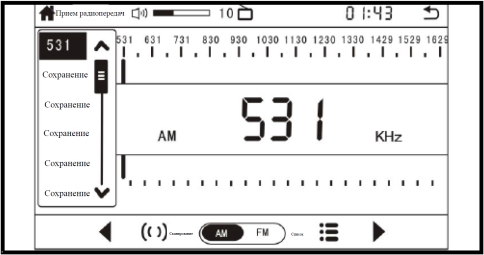 Прием радиопередач 10 01:43
531
Сохранение
Сохранение
Сохранение
Сохранение
Сохранение
531 631 731 830 930 1030 1130 1230 1330 1429 1529 1629
AM 531 KHz
Сканирование AM FM Список